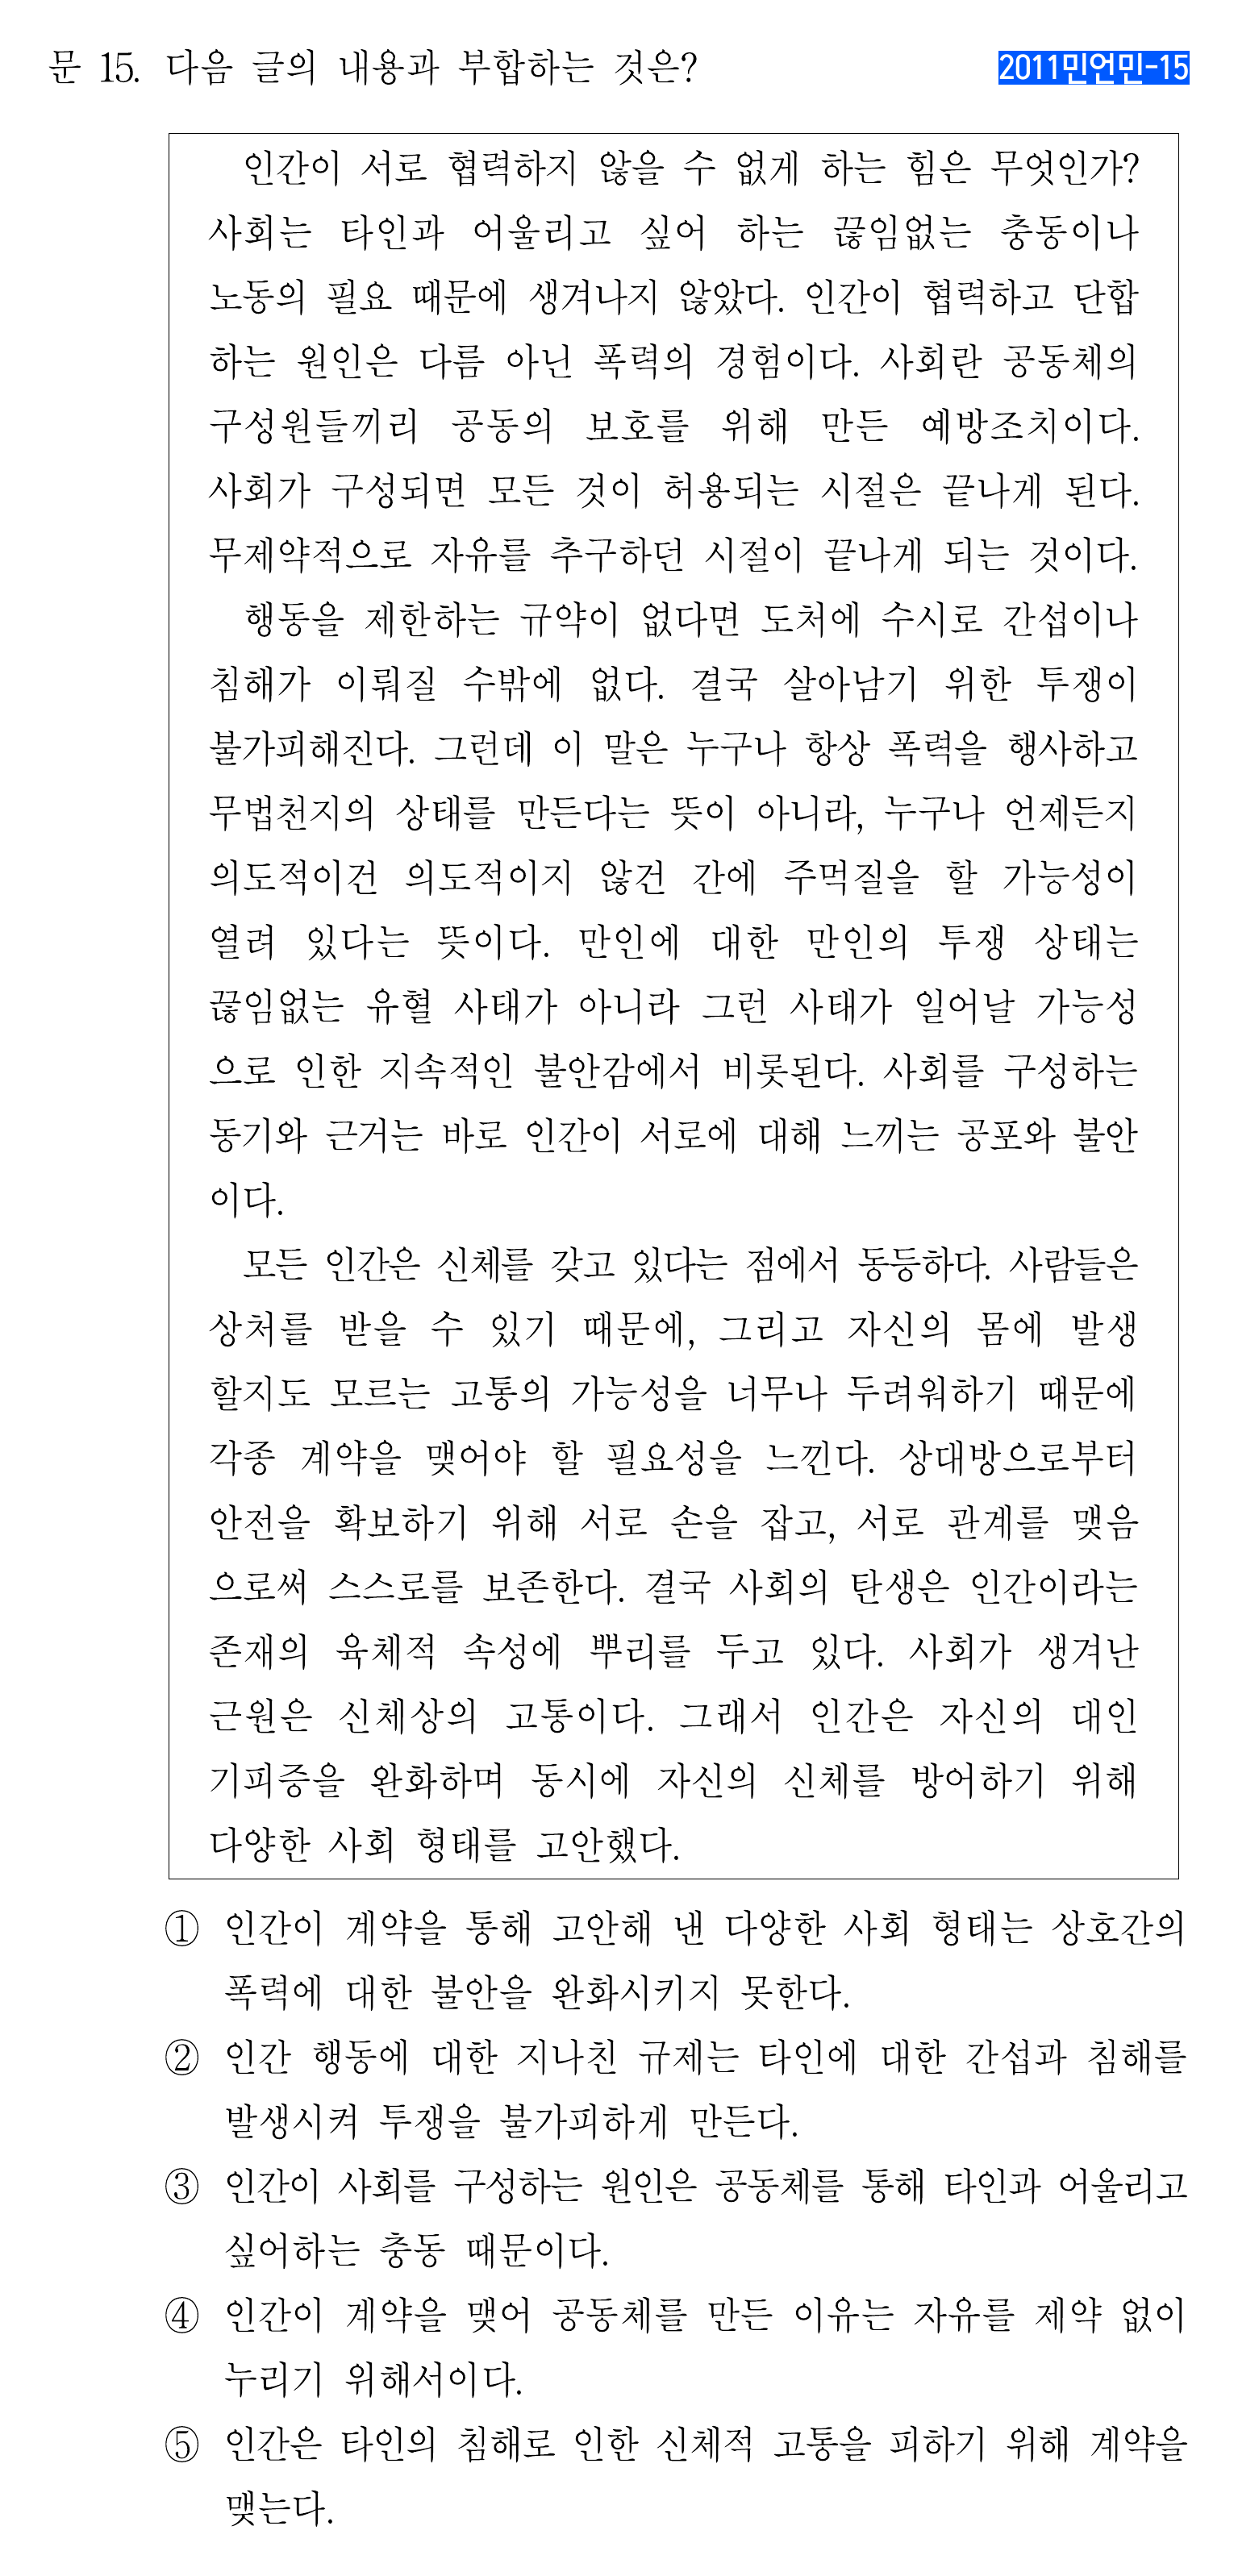 문 15. 다음 글의 내용과 부합하는 것은?
2011민언민-15
인간이 서로 협력하지 않을 수 없게 하는 힘은 무엇인가?
사회는 타인과 어울리고 싶어 하는 끊임없는 충동이나
노동의 필요 때문에 생겨나지 않았다. 인간이 협력하고 단합
하는 원인은 다름 아닌 폭력의 경험이다. 사회란 공동체의
구성원들끼리 공동의 보호를 위해 만든 예방조치이다.
사회가 구성되면 모든 것이 허용되는 시절은 끝나게 된다.
무제약적으로 자유를 추구하던 시절이 끝나게 되는 것이다.
행동을 제한하는 규약이 없다면 도처에 수시로 간섭이나
침해가 이뤄질 수밖에 없다. 결국 살아남기 위한 투쟁이
불가피해진다. 그런데 이 말은 누구나 항상 폭력을 행사하고
무법천지의 상태를 만든다는 뜻이 아니라, 누구나 언제든지
의도적이건 의도적이지 않건 간에 주먹질을 할 가능성이
열려 있다는 뜻이다. 만인에 대한 만인의 투쟁 상태는
끊임없는 유혈 사태가 아니라 그런 사태가 일어날 가능성
으로 인한 지속적인 불안감에서 비롯된다. 사회를 구성하는
동기와 근거는 바로 인간이 서로에 대해 느끼는 공포와 불안
이다.
모든 인간은 신체를 갖고 있다는 점에서 동등하다. 사람들은
상처를 받을 수 있기 때문에, 그리고 자신의 몸에 발생
할지도 모르는 고통의 가능성을 너무나 두려워하기 때문에
각종 계약을 맺어야 할 필요성을 느낀다. 상대방으로부터
안전을 확보하기 위해 서로 손을 잡고, 서로 관계를 맺음
으로써 스스로를 보존한다. 결국 사회의 탄생은 인간이라는
존재의 육체적 속성에 뿌리를 두고 있다. 사회가 생겨난
근원은 신체상의 고통이다. 그래서 인간은 자신의 대인
기피증을 완화하며 동시에 자신의 신체를 방어하기 위해
다양한 사회 형태를 고안했다.
① 인간이 계약을 통해 고안해 낸 다양한 사회 형태는 상호간의
폭력에 대한 불안을 완화시키지 못한다.
② 인간 행동에 대한 지나친 규제는 타인에 대한 간섭과 침해를
발생시켜 투쟁을 불가피하게 만든다.
③ 인간이 사회를 구성하는 원인은 공동체를 통해 타인과 어울리고
싶어하는 충동 때문이다.
④ 인간이 계약을 맺어 공동체를 만든 이유는 자유를 제약 없이
누리기 위해서이다.
⑤ 인간은 타인의 침해로 인한 신체적 고통을 피하기 위해 계약을
맺는다.